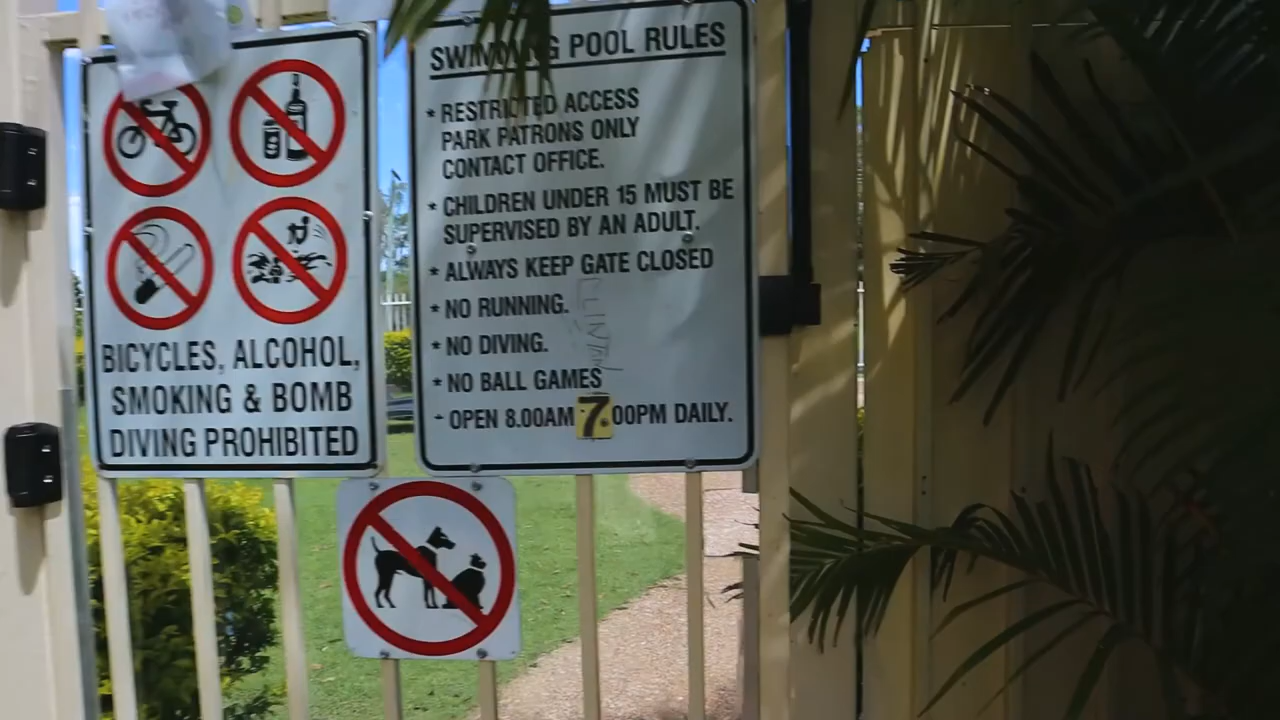 BICYCLES, ALCOHOL,
SMOKING & BOMB
DIVING PROHIBITED
SWIMMING POOL RULES
* RESTRICTED ACCESS
PARK PATRONS ONLY
CONTACT OFFICE.
* CHILDREN UNDER 15 MUST BE
SUPERVISED BY AN ADULT.
* ALWAYS KEEP GATE CLOSED
* NO RUNNING.
* NO DIVING.
* NO BALL GAMES
* OPEN 8.00AM 7.00PM DAILY.